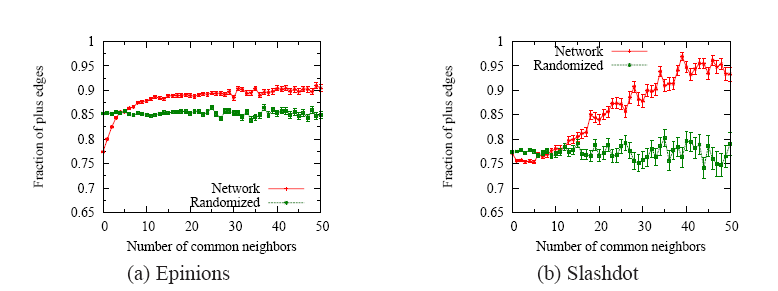 Fraction of plus edges
1
0.95
0.9
0.85
0.8
0.75
0.7
0.65
Network
Randomized
0 10 20 30 40 50
Number of common neighbors
(a) Epinions
Fraction of plus edges
1
0.95
0.9
0.85
0.8
0.75
0.7
0.65
Network
Randomized
0 10 20 30 40 50
Number of common neighbors
(b) Slashdot